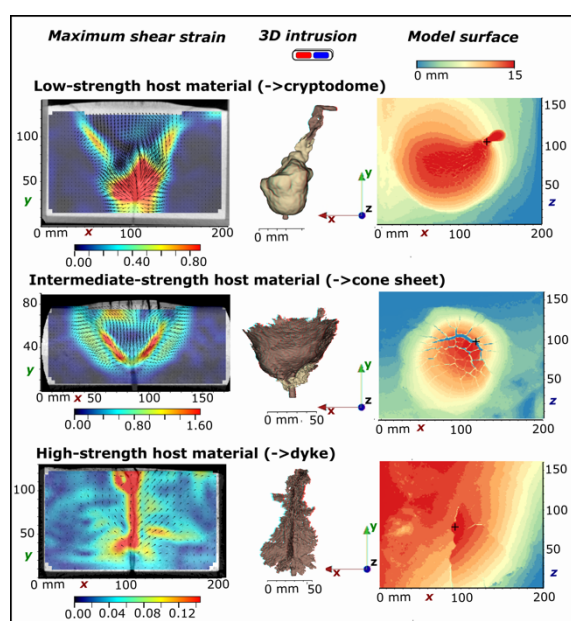 Maximum shear strain 3D intrusion Model surface
0 mm 15
Low-strength host material (->cryptodome)
100
50
y
0 mm x 100 200
0.00 0.40 0.80
0 mm 50
y
x z
150
100
50
z
0 mm x 100 200
Intermediate-strength host material (->cone sheet)
80
40
y
0 mm 50 x 100 150
0.00 0.80 1.60
0 mm 50
y
x z
150
100
50
z
0 mm x 100 200
High-strength host material (->dyke)
100
50
y
0 mm x 100 200
0.00 0.04 0.08 0.12
0 mm 50
y
x z
150
100
50
z
0 mm 100 x 200